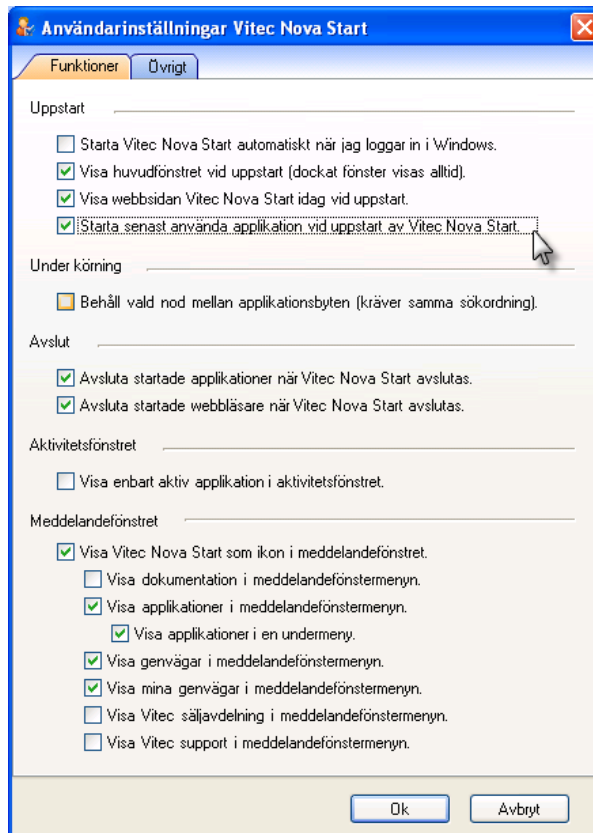 Användarinställningar Vitec Nova Start
Funktioner
Övrigt
Uppstart
Starta Vitec Nova Start automatiskt när jag loggar in i Windows.
Visa huvudfönstret vid uppstart (dockat fönster visas alltid).
Visa webbsidan Vitec Nova Start idag vid uppstart.
Starta senast använda applikation vid uppstart av Vitec Nova Start.
Under körning
Behåll vald nod mellan applikationsbyten (kräver samma sökordning).
Avslut
Avsluta startade applikationer när Vitec Nova Start avslutas.
Avsluta startade webbläsare när Vitec Nova Start avslutas.
Aktivitetsfönstret
Visa enbart aktiv applikation i aktivitetsfönstret.
Meddelandefönstret
Visa Vitec Nova Start som ikon i meddelandefönstret.
Visa dokumentation i meddelandefönstermenyn.
Visa applikationer i meddelandefönstermenyn.
Visa applikationer i en undermeny.
Visa genvägar i meddelandefönstermenyn.
Visa mina genvägar i meddelandefönstermenyn.
Visa Vitec säljavdelning i meddelandefönstermenyn.
Visa Vitec support i meddelandefönstermenyn.
Ok
Avbryt